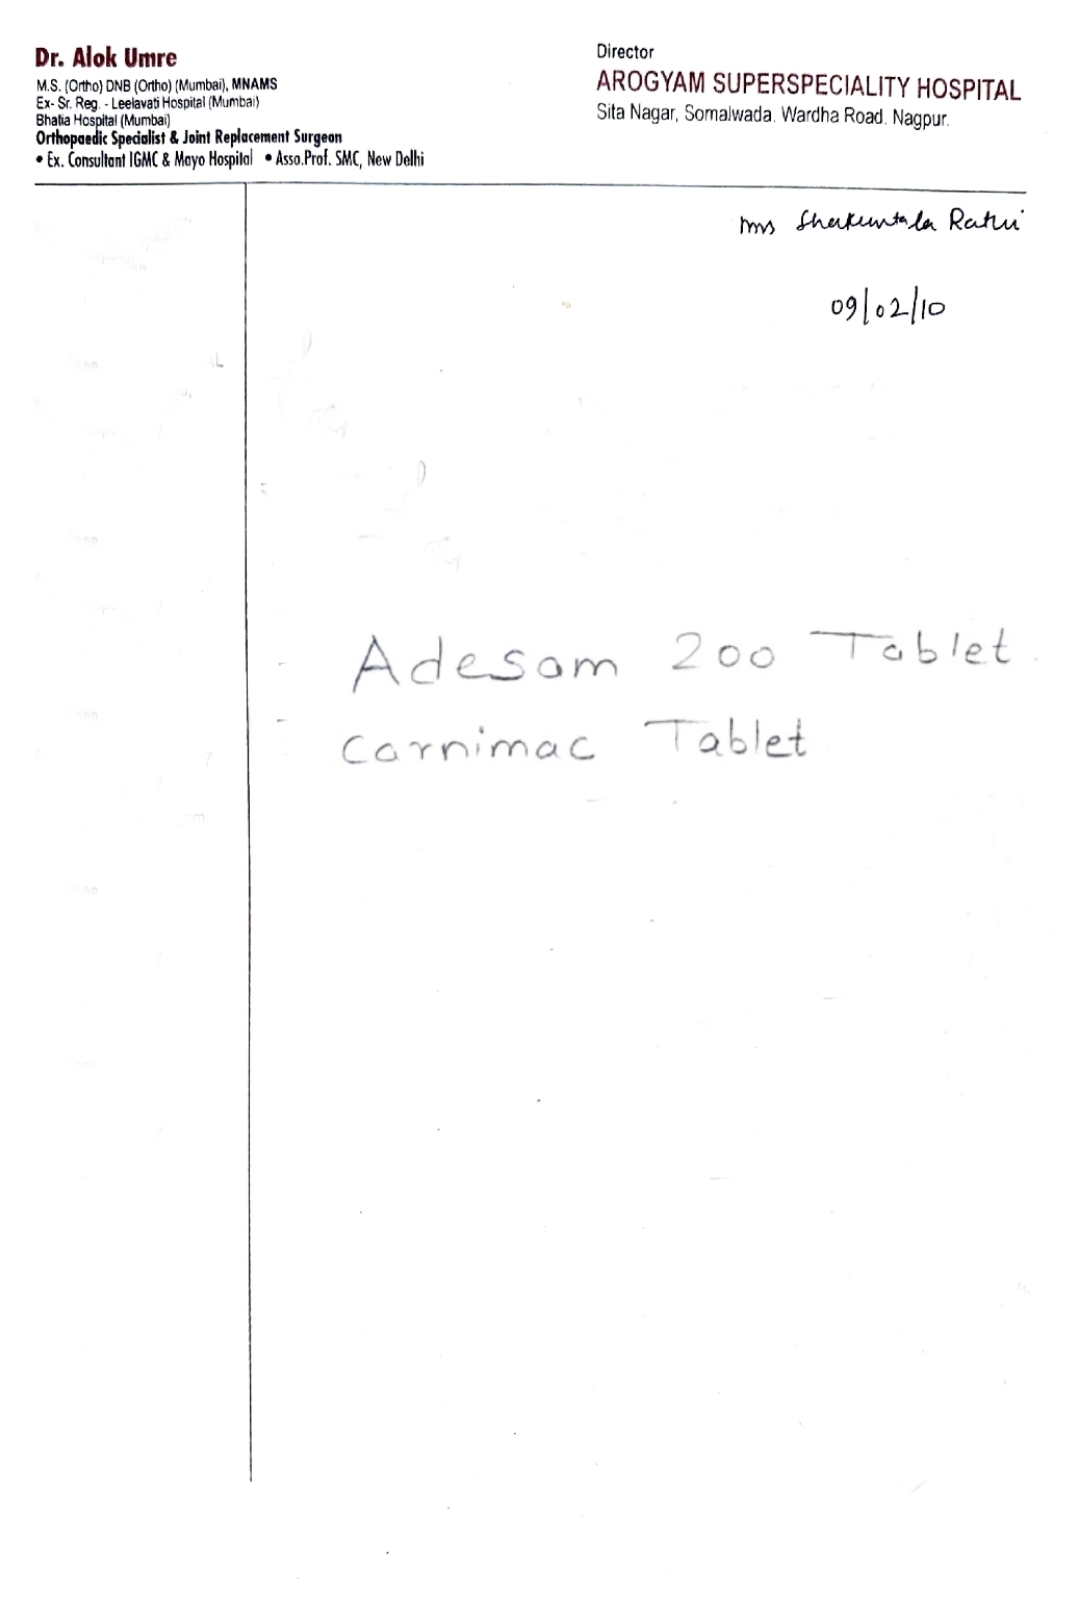 Dr. Alok Umre
M.S. (Ortho) DNB (Ortho) (Mumbai), MNAMS
Ex- Sr. Reg. - Leelavati Hospital (Mumbai)
Bhatia Hospital (Mumbai)
Orthopaedic Specialist & Joint Replacement Surgeon
• Ex. Consultant IGMC & Mayo Hospital • Asso.Prof. SMC, New Delhi
Director
AROGYAM SUPERSPECIALITY HOSPITAL
Sita Nagar, Somalwada. Wardha Road. Nagpur.
Mrs Shakuntala Rathi
09/02/10
- Adesam 200 Tablet.
- Carnimac Tablet